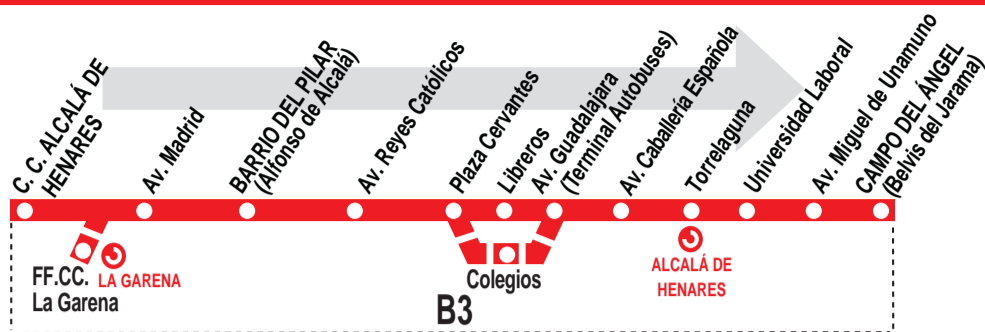 C. C. ALCALÁ DE
HENARES
Av. Madrid
BARRIO DEL PILAR
(Alfonso de Alcalá)
Av. Reyes Católicos
Plaza Cervantes
Libreros
Av. Guadalajara
(Terminal Autobuses)
Av. Caballería Española
Torrelaguna
Universidad Laboral
Av. Miguel de Unamuno
CAMPO DEL ÁNGEL
(Belvis del Jarama)
FF.CC.
La Garena
LA GARENA
Colegios
ALCALÁ DE
HENARES
B3